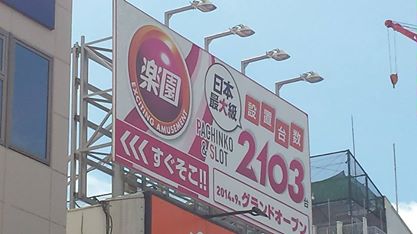 楽園
EXCITING AMUSEMENT
日本
最大級
PACHINKO
& SLOT
設置台数
2103台
<<<すぐそこ!!
2014年9月グランドオープン